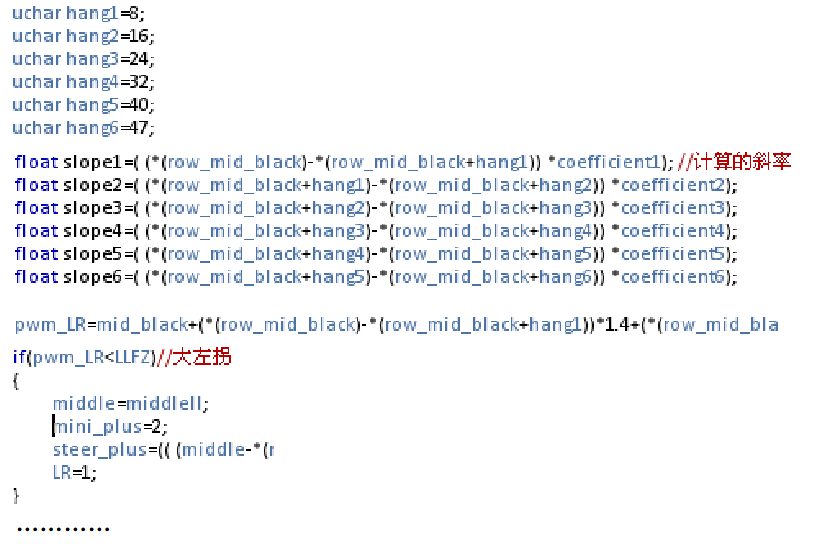 uchar hang1=8;
uchar hang2=16;
uchar hang3=24;
uchar hang4=32;
uchar hang5=40;
uchar hang6=47;
float slope1=( (*(row_mid_black)-*(row_mid_black+hang1)) *coefficient1); //计算的斜率
float slope2=( (*(row_mid_black+hang1)-*(row_mid_black+hang2)) *coefficient2);
float slope3=( (*(row_mid_black+hang2)-*(row_mid_black+hang3)) *coefficient3);
float slope4=( (*(row_mid_black+hang3)-*(row_mid_black+hang4)) *coefficient4);
float slope5=( (*(row_mid_black+hang4)-*(row_mid_black+hang5)) *coefficient5);
float slope6=( (*(row_mid_black+hang5)-*(row_mid_black+hang6)) *coefficient6);
pwm_LR=mid_black+(*(row_mid_black)-*(row_mid_black+hang1))*1.4+(*(row_mid_bla
if(pwm_LR<LLFZ)//大左拐
{
middle=middlell;
mini_plus=2;
steer_plus=(( (middle-*(r
LR=1;
}
…………